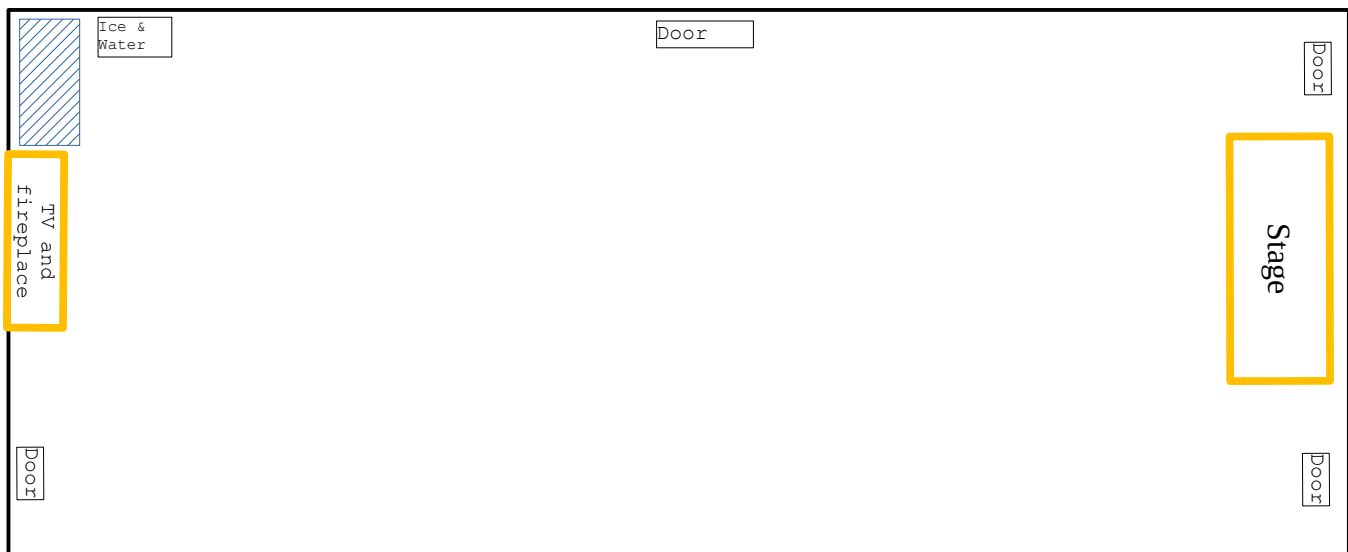 Ice &
Water
Door
Door
TV and
fireplace
Stage
Door
Door